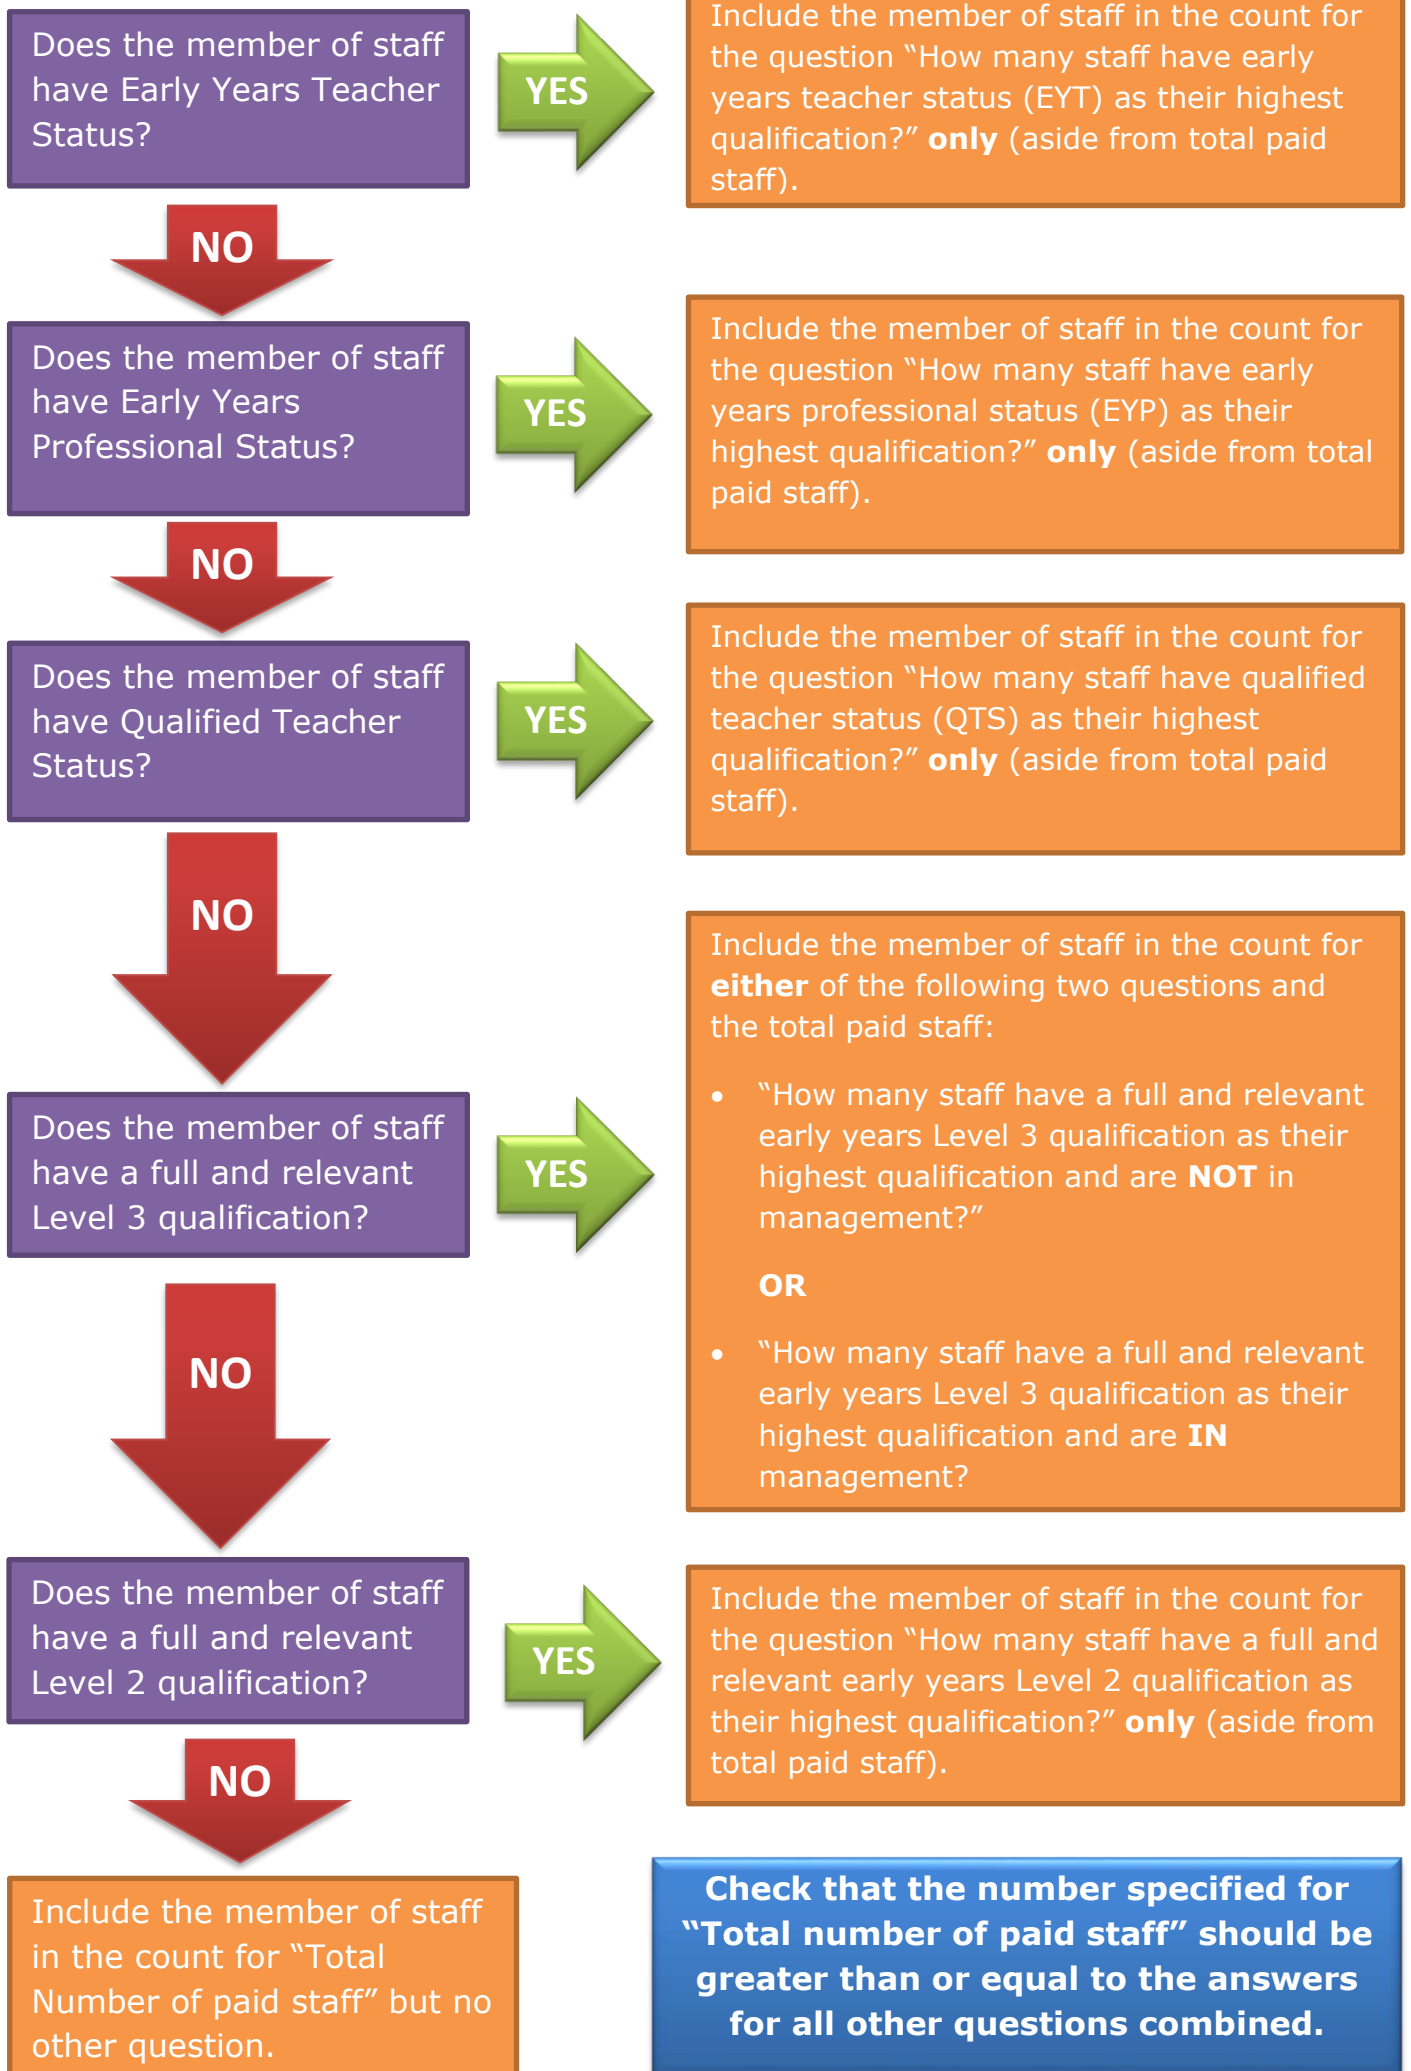 Does the member of staff
have Early Years Teacher
Status?
YES
Include the member of staff in the count for
the question “How many staff have early
years teacher status (EYT) as their highest
qualification?” only (aside from total paid
staff).
NO
Does the member of staff
have Early Years
Professional Status?
YES
Include the member of staff in the count for
the question “How many staff have early
years professional status (EYP) as their
highest qualification?” only (aside from total
paid staff).
NO
Does the member of staff
have Qualified Teacher
Status?
YES
Include the member of staff in the count for
the question “How many staff have qualified
teacher status (QTS) as their highest
qualification?” only (aside from total paid
staff).
NO
Does the member of staff
have a full and relevant
Level 3 qualification?
YES
Include the member of staff in the count for
either of the following two questions and
the total paid staff:
• “How many staff have a full and relevant
early years Level 3 qualification as their
highest qualification and are NOT in
management?”
OR
• “How many staff have a full and relevant
early years Level 3 qualification as their
highest qualification and are IN
management?
NO
Does the member of staff
have a full and relevant
Level 2 qualification?
YES
Include the member of staff in the count for
the question “How many staff have a full and
relevant early years Level 2 qualification as
their highest qualification?” only (aside from
total paid staff).
NO
Include the member of staff
in the count for “Total
Number of paid staff” but no
other question.
Check that the number specified for
“Total number of paid staff” should be
greater than or equal to the answers
for all other questions combined.